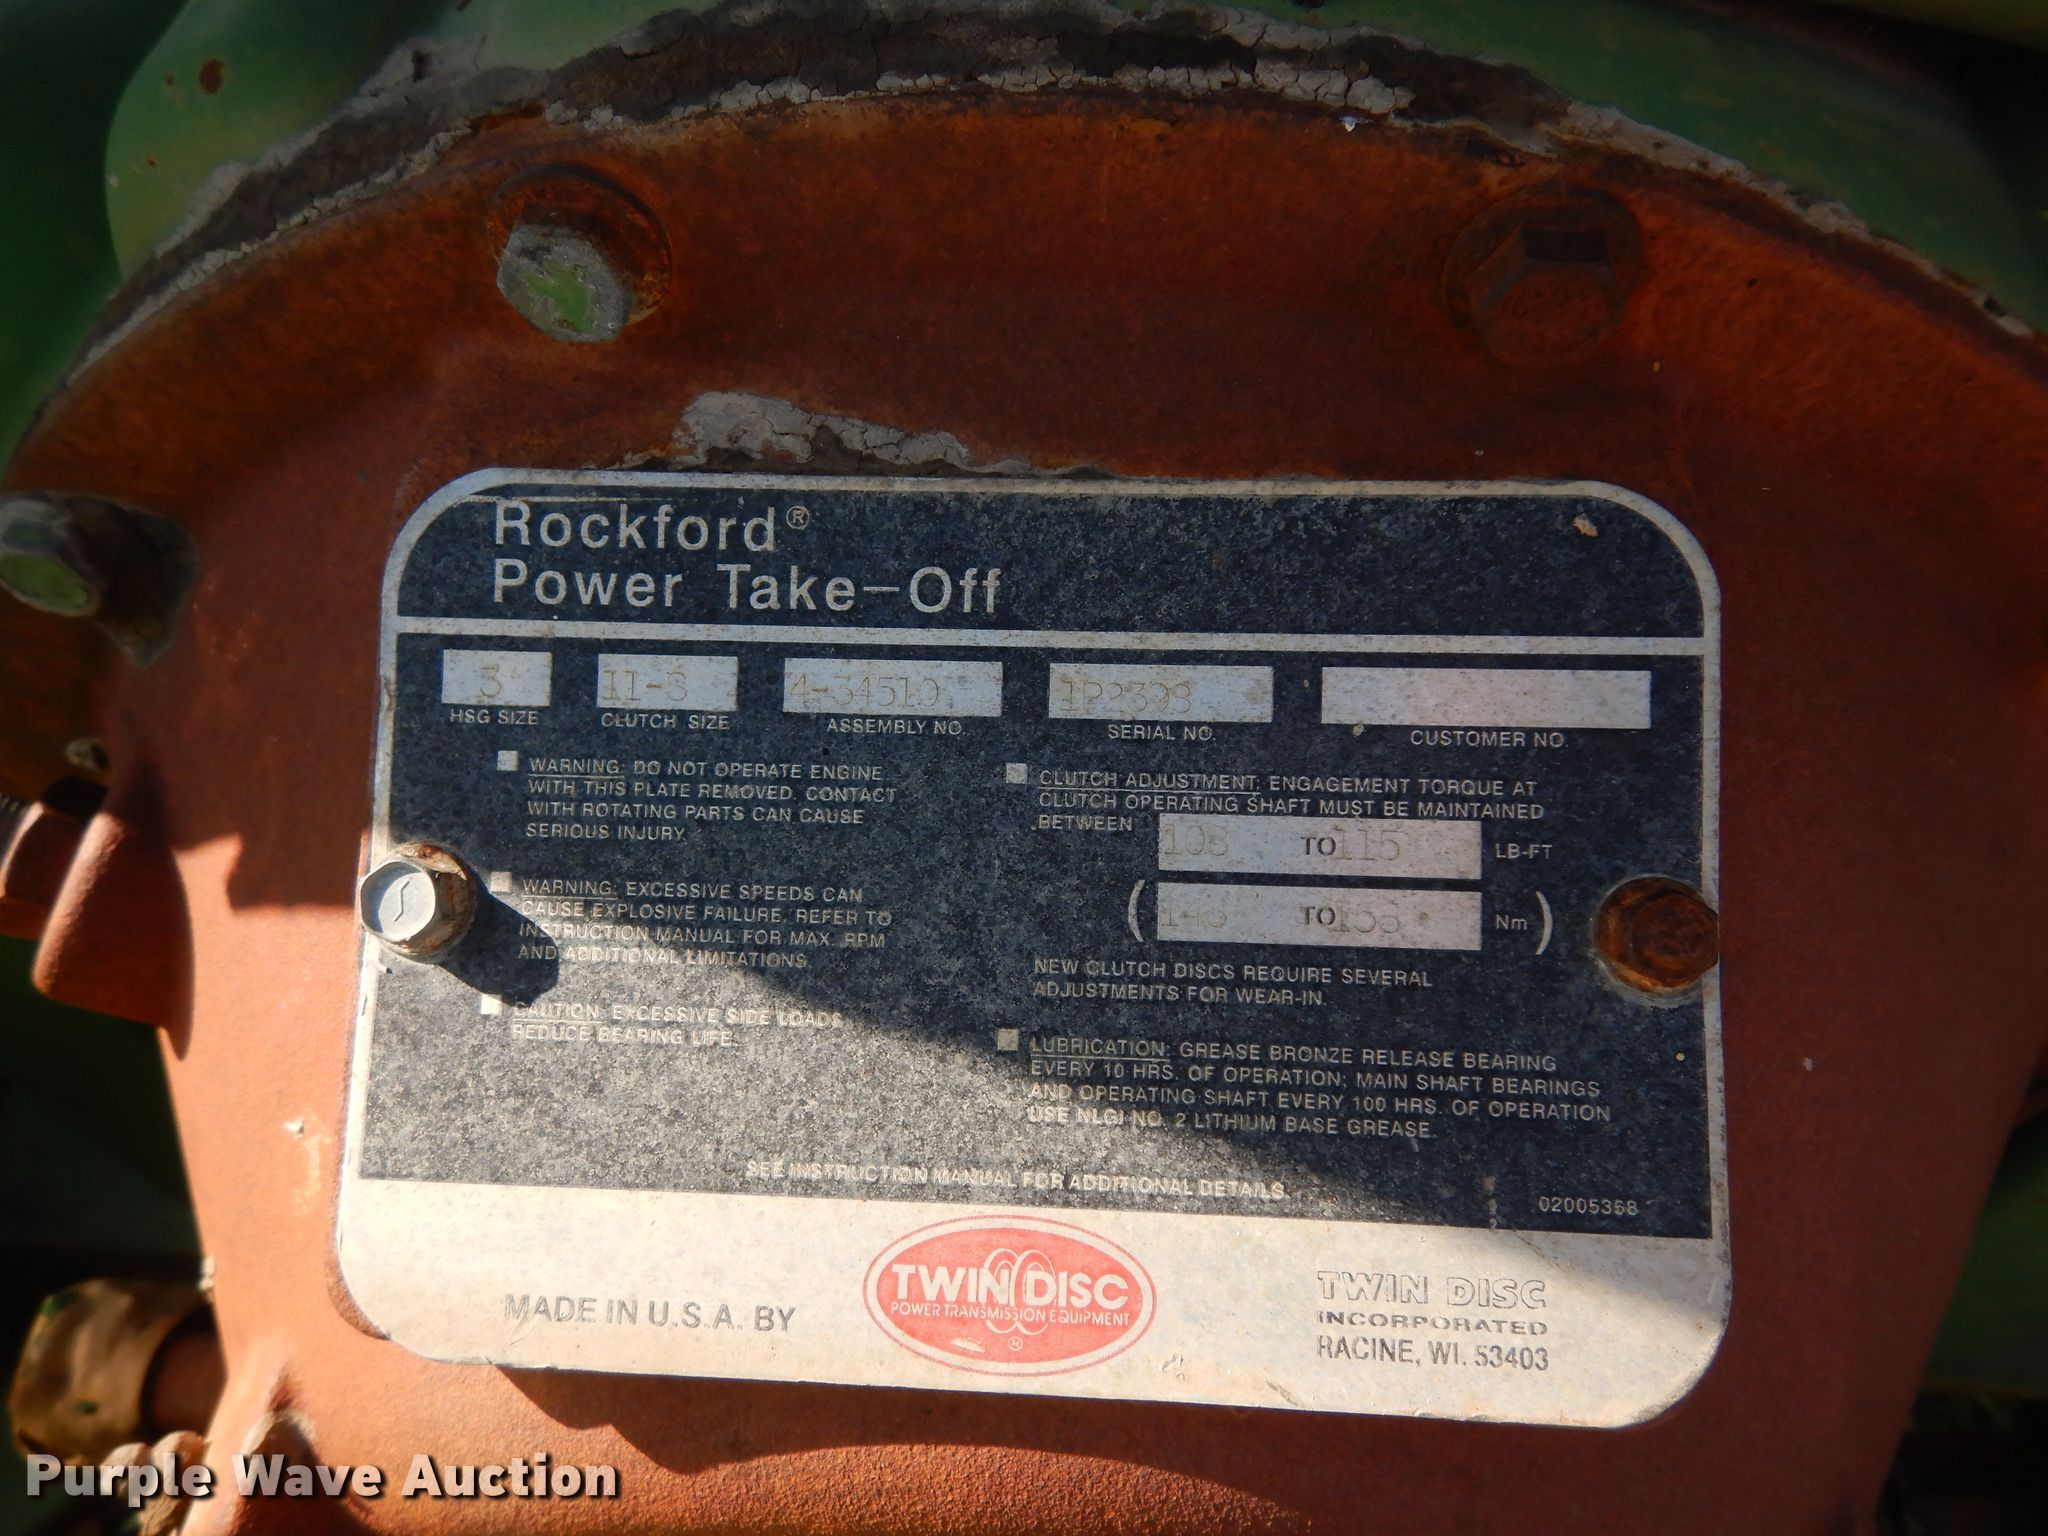 Rockford®
Power Take-Off
3 11-S 4-34510 1P2393
HSG SIZE CLUTCH SIZE ASSEMBLY NO. SERIAL NO. CUSTOMER NO.
WARNING: DO NOT OPERATE ENGINE
WITH THIS PLATE REMOVED. CONTACT
WITH ROTATING PARTS CAN CAUSE
SERIOUS INJURY.
WARNING: EXCESSIVE SPEEDS CAN
CAUSE EXPLOSIVE FAILURE. REFER TO
INSTRUCTION MANUAL FOR MAX. RPM
AND ADDITIONAL LIMITATIONS.
CAUTION: EXCESSIVE SIDE LOADS
REDUCE BEARING LIFE.
CLUTCH ADJUSTMENT: ENGAGEMENT TORQUE AT
CLUTCH OPERATING SHAFT MUST BE MAINTAINED
BETWEEN
TO 115 LB-FT
( TO Nm )
NEW CLUTCH DISCS REQUIRE SEVERAL
ADJUSTMENTS FOR WEAR-IN.
LUBRICATION: GREASE BRONZE RELEASE BEARING
EVERY 10 HRS. OF OPERATION; MAIN SHAFT BEARINGS
AND OPERATING SHAFT EVERY 100 HRS. OF OPERATION
USE NLGI NO. 2 LITHIUM BASE GREASE.
SEE INSTRUCTION MANUAL FOR ADDITIONAL DETAILS.
02005358
MADE IN U.S.A. BY
TWIN DISC
POWER TRANSMISSION EQUIPMENT
®
TWIN DISC
INCORPORATED
RACINE, WI. 53403
Purple Wave Auction